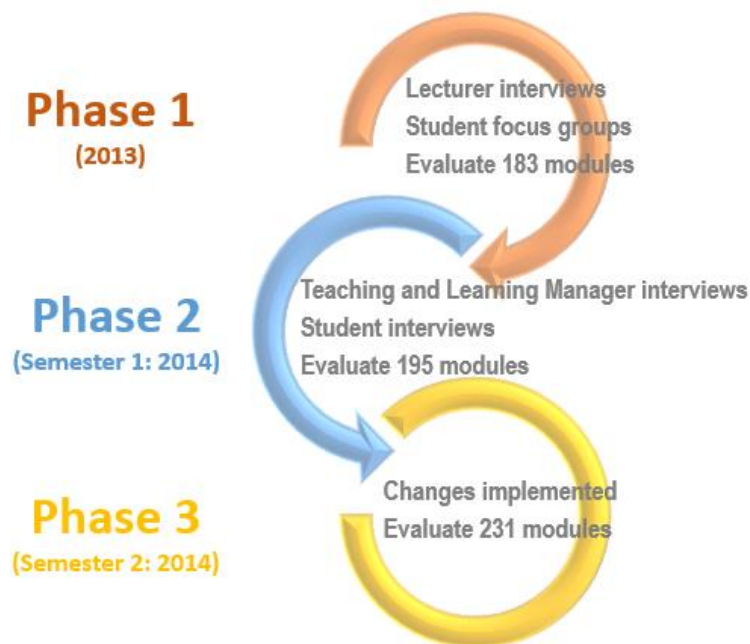 Phase 1
(2013)
Lecturer interviews
Student focus groups
Evaluate 183 modules
Phase 2
(Semester 1: 2014)
Teaching and Learning Manager interviews
Student interviews
Evaluate 195 modules
Phase 3
(Semester 2: 2014)
Changes implemented
Evaluate 231 modules